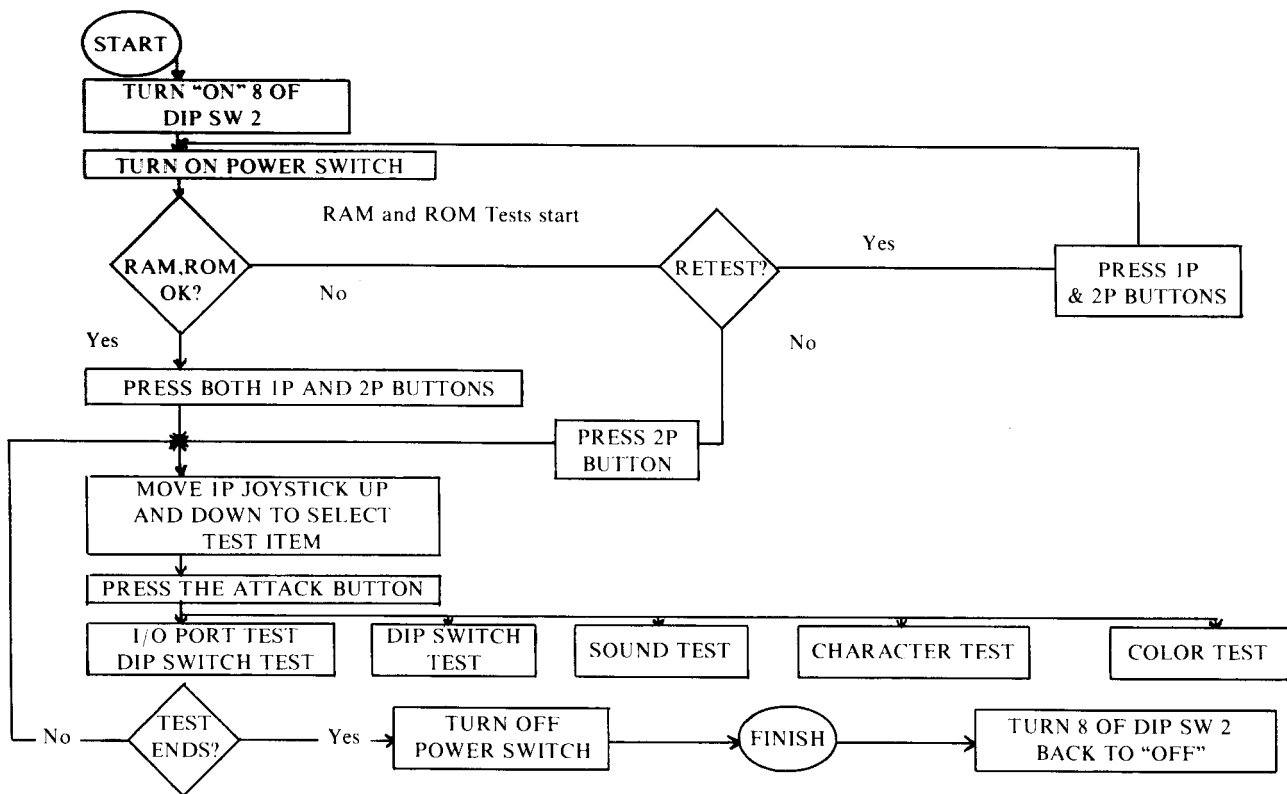 START
TURN “ON” 8 OF
DIP SW 2
TURN ON POWER SWITCH
RAM and ROM Tests start
RAM,ROM
OK?
No
Yes
RETEST?
Yes
No
PRESS 1P
& 2P BUTTONS
PRESS BOTH 1P AND 2P BUTTONS
PRESS 2P
BUTTON
MOVE 1P JOYSTICK UP
AND DOWN TO SELECT
TEST ITEM
PRESS THE ATTACK BUTTON
I/O PORT TEST
DIP SWITCH TEST
DIP SWITCH
TEST
SOUND TEST
CHARACTER TEST
COLOR TEST
No
TEST
ENDS?
Yes
TURN OFF
POWER SWITCH
FINISH
TURN 8 OF DIP SW 2
BACK TO “OFF”